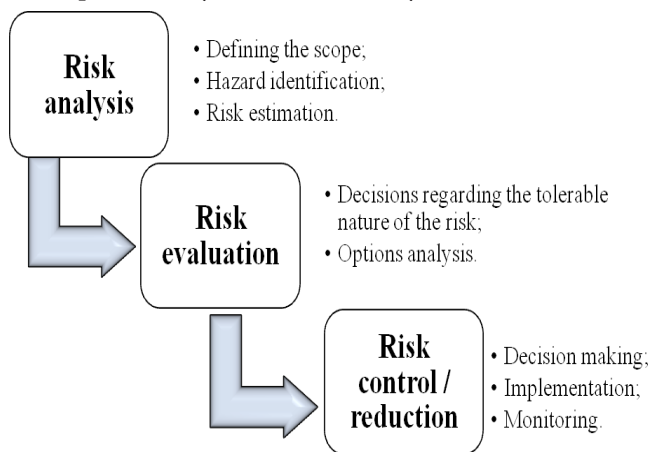 Risk
analysis
• Defining the scope;
• Hazard identification;
• Risk estimation.
Risk
evaluation
• Decisions regarding the tolerable
nature of the risk;
• Options analysis.
Risk
control /
reduction
• Decision making;
• Implementation;
• Monitoring.